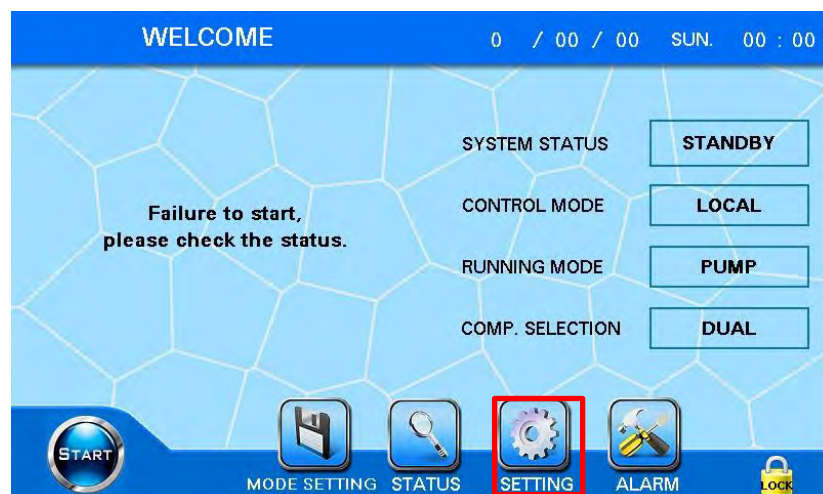 WELCOME 0 / 00 / 00 SUN. 00 : 00
SYSTEM STATUS STANDBY
CONTROL MODE LOCAL
Failure to start,
please check the status.
RUNNING MODE PUMP
COMP. SELECTION DUAL
START
MODE SETTING STATUS SETTING ALARM LOCK